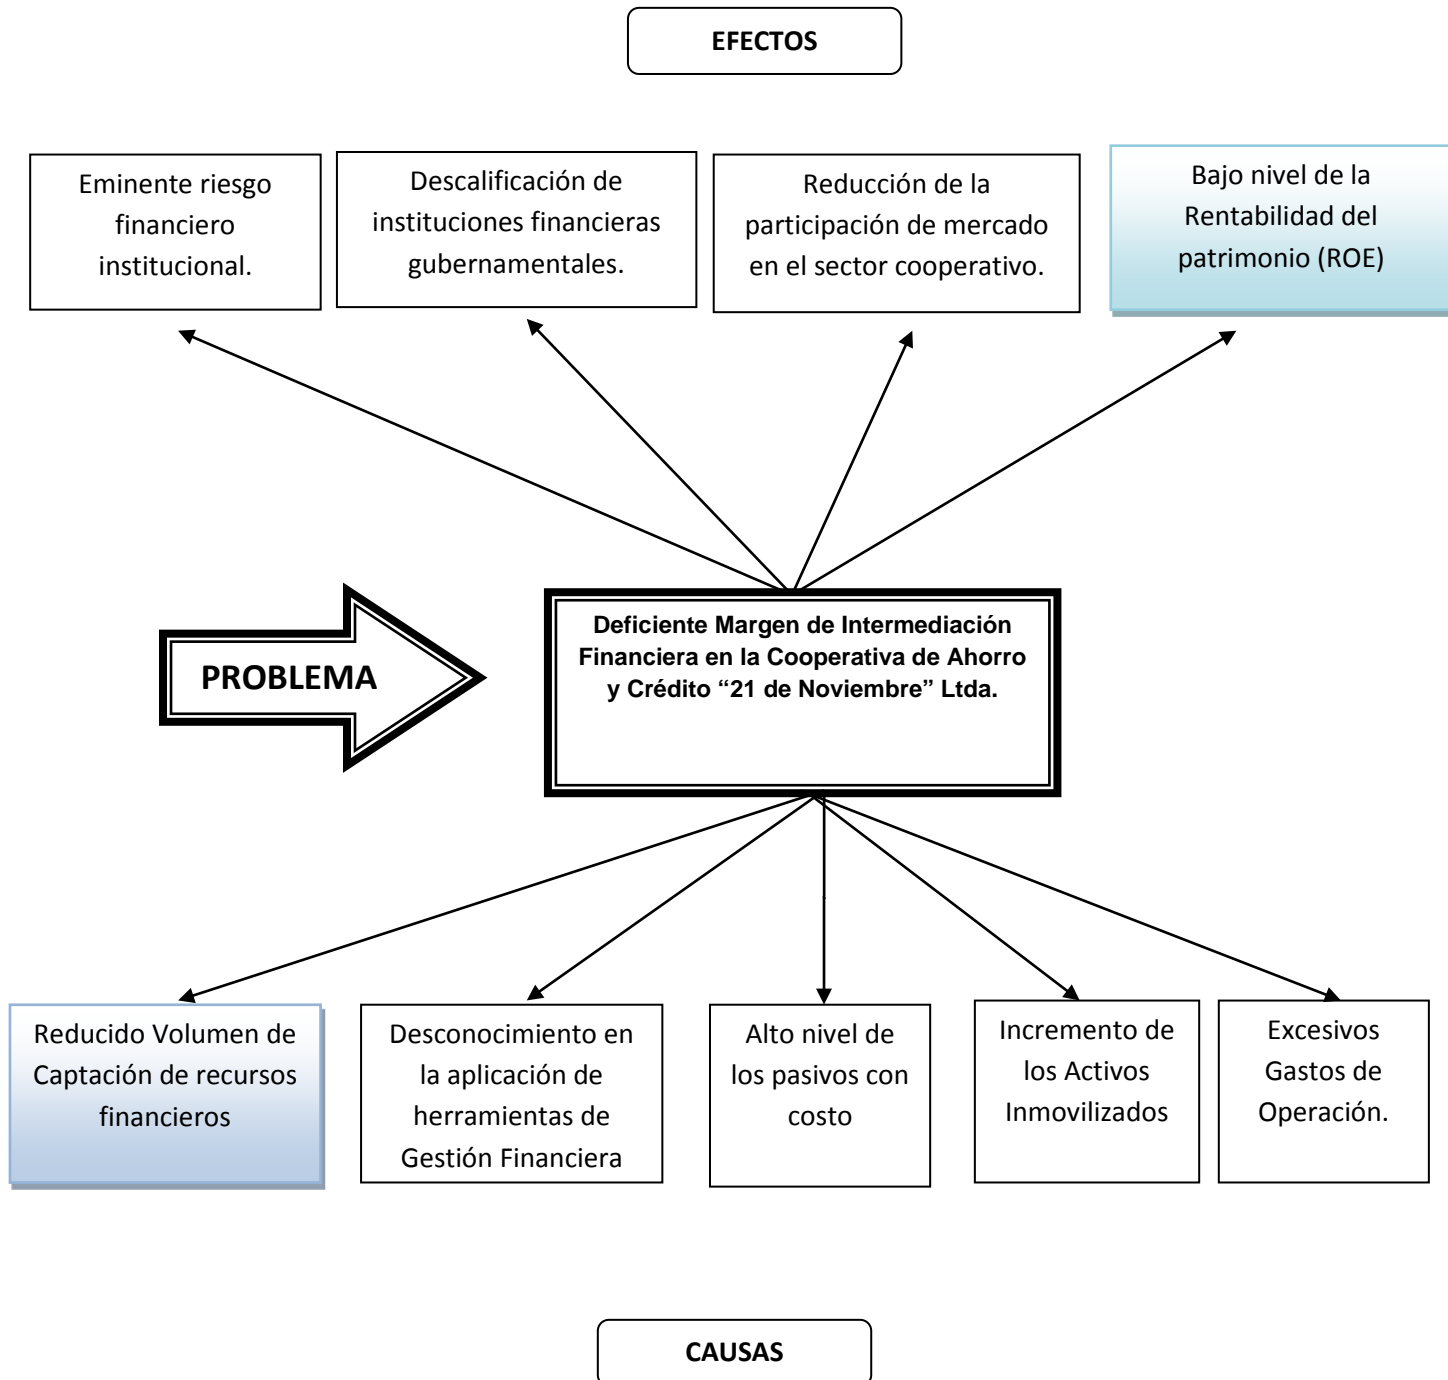 EFECTOS
Eminente riesgo
financiero
institucional.
Descalificación de
instituciones financieras
gubernamentales.
Reducción de la
participación de mercado
en el sector cooperativo.
Bajo nivel de la
Rentabilidad del
patrimonio (ROE)
PROBLEMA
Deficiente Margen de Intermediación
Financiera en la Cooperativa de Ahorro
y Crédito “21 de Noviembre” Ltda.
Reducido Volumen de
Captación de recursos
financieros
Desconocimiento en
la aplicación de
herramientas de
Gestión Financiera
Alto nivel de
los pasivos con
costo
Incremento de
los Activos
Inmovilizados
Excesivos
Gastos de
Operación.
CAUSAS